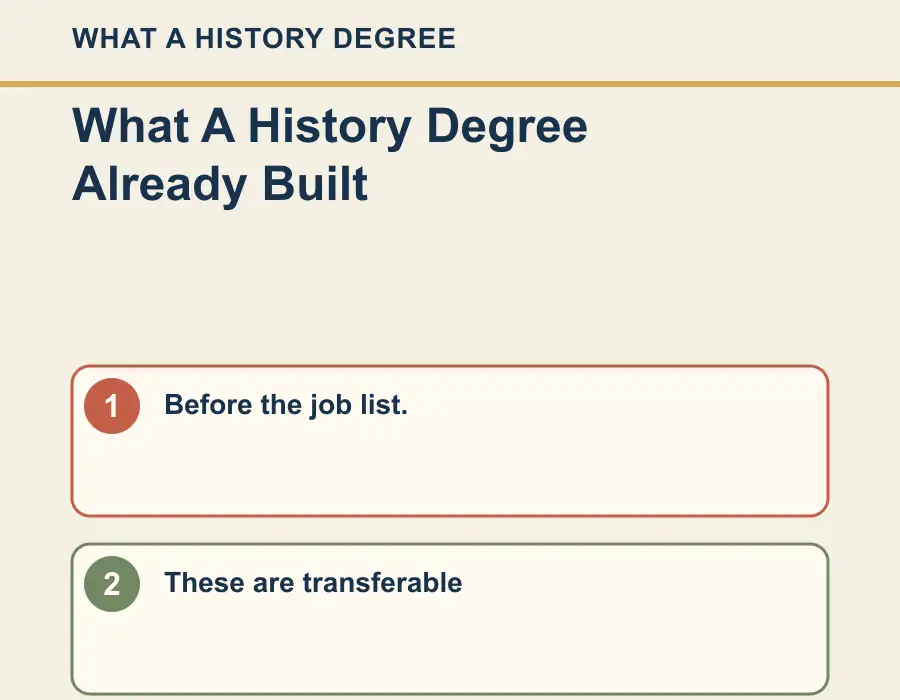 WHAT A HISTORY DEGREE
What A History Degree
Already Built
1
Before the job list.
2
These are transferable